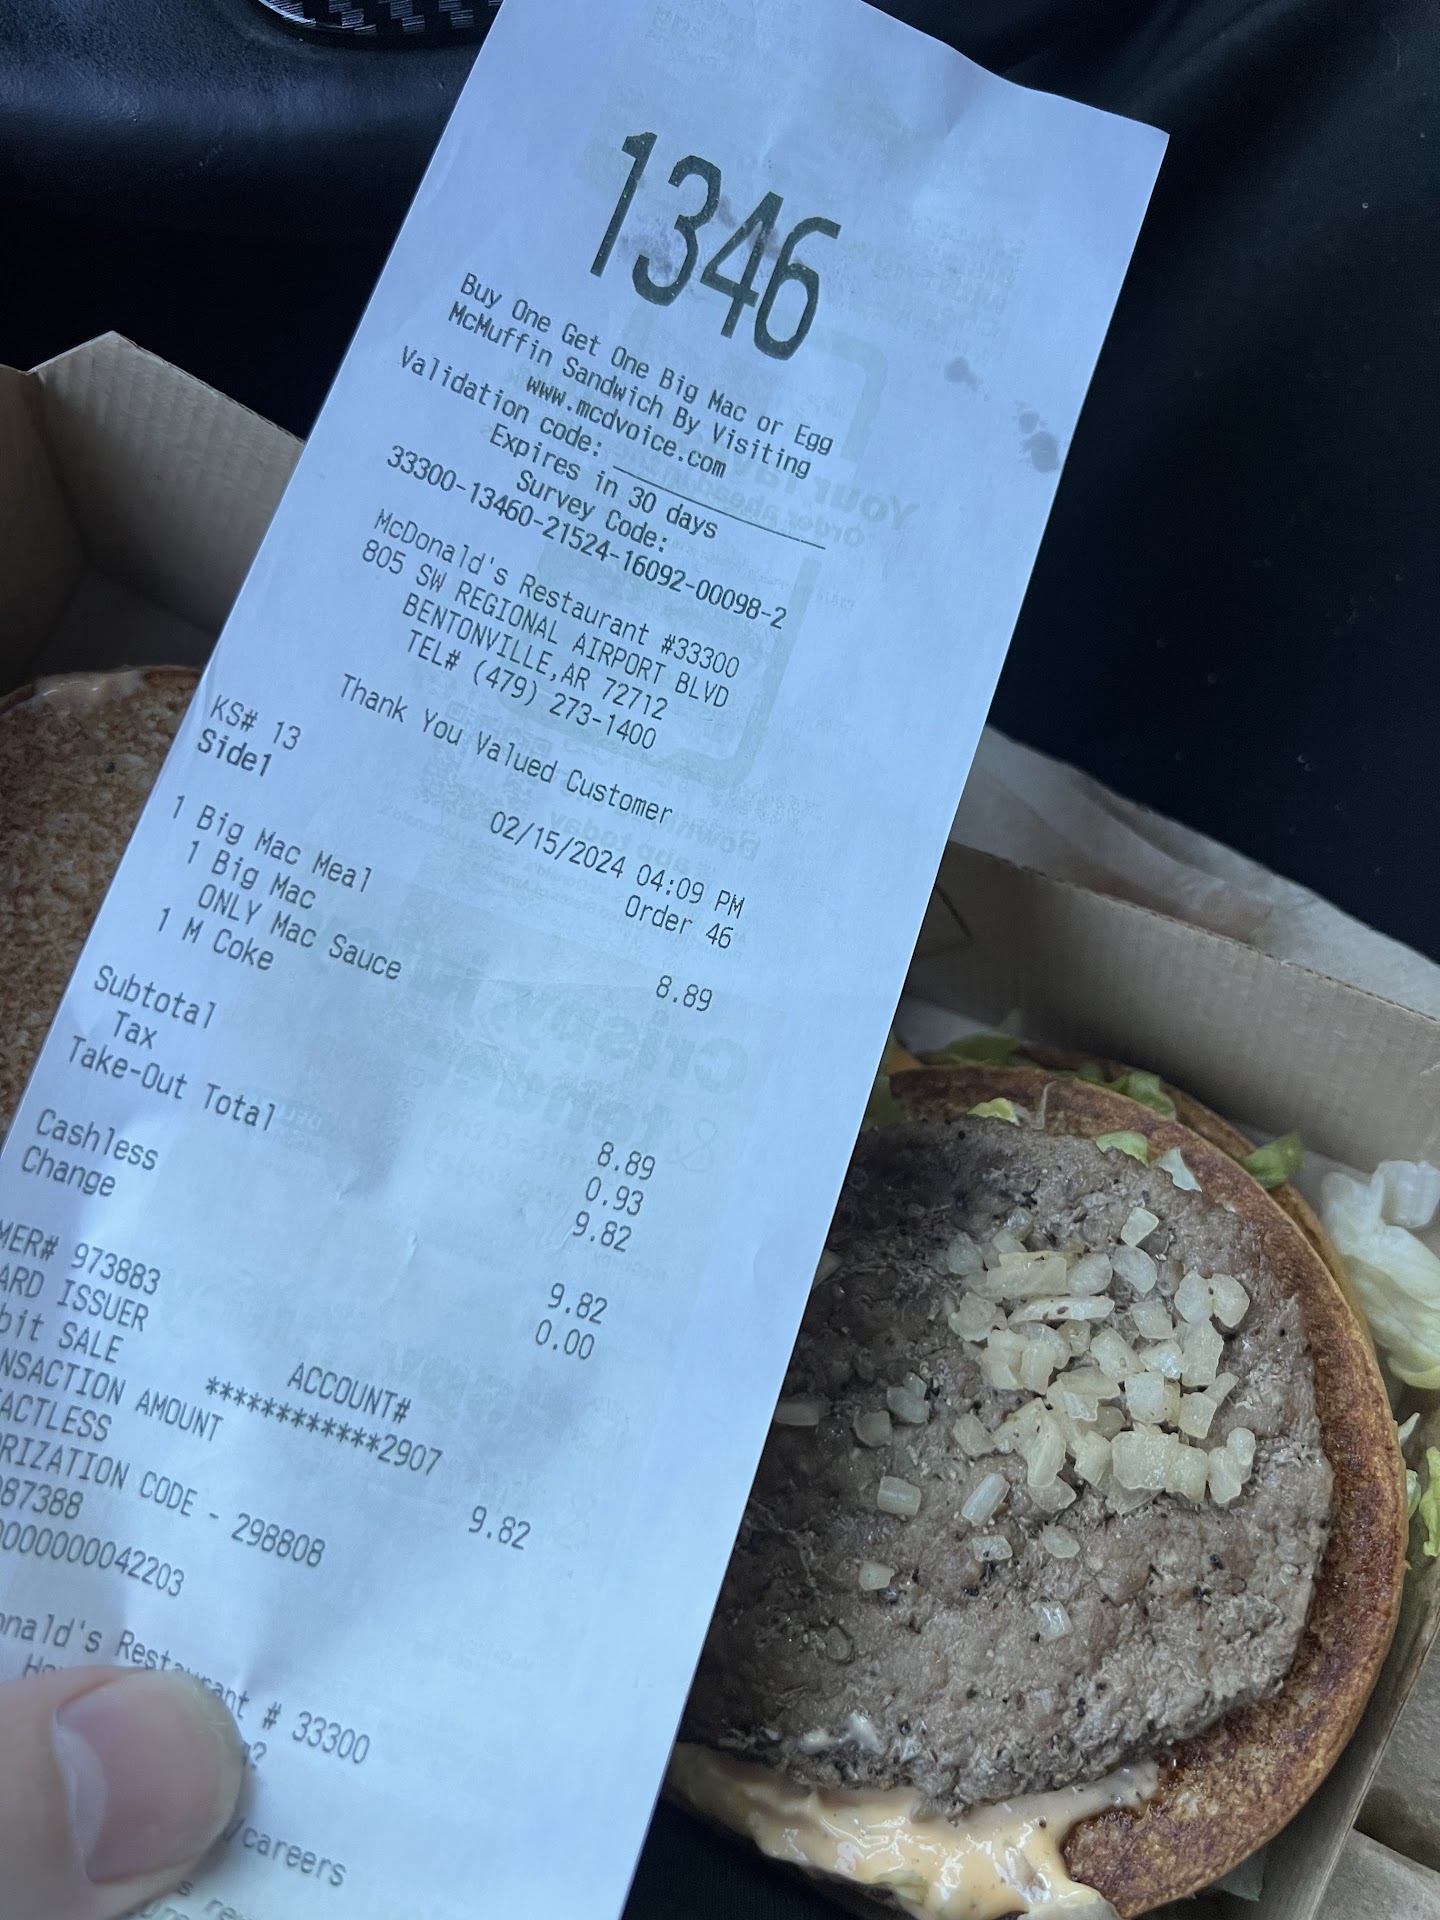 1346
Buy One Get One Big Mac or Egg
McMuffin Sandwich By Visiting
www.mcdvoice.com
Validation code:
Expires in 30 days
Survey Code:
33300-13460-21524-16092-00098-2
McDonald's Restaurant #33300
805 SW REGIONAL AIRPORT BLVD
BENTONVILLE,AR 72712
TEL# (479) 273-1400
Thank You Valued Customer
KS# 13 02/15/2024 04:09 PM
Side1 Order 46
1 Big Mac Meal 8.89
1 Big Mac
ONLY Mac Sauce
1 M Coke
Subtotal 8.89
Tax 0.93
Take-Out Total 9.82
Cashless 9.82
Change 0.00
MER# 973883
ARD ISSUER ACCOUNT#
bit SALE ***********2907
NSACTION AMOUNT 9.82
ACTLESS
ORIZATION CODE - 298808
087388
000000042203
onald's Restaurant # 33300
/careers